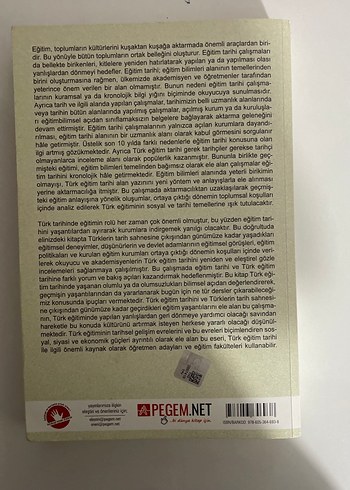 Eğitim, toplumların kültürlerini kuşaktan kuşağa aktarmada önemli araçlardan biri-
dir. Bu yönüyle bütün toplumların ortak belleğini oluşturur. Eğitim tarihi çalışmaları
da bellekte birikenleri, kitlelere yeniden hatırlatarak yapılan ya da yapılması olası
yanlışlardan dönmeyi hedefler. Eğitim tarihi, eğitim bilimleri alanının temellerinden
birini oluşturmasına rağmen, ülkemizde akademisyen ve öğretmenler tarafından
yeterince önem verilen bir alan olmamıştır. Bunun nedeni eğitim tarihi çalışma-
larının kuramsal ya da kronolojik bilgi yığını biçiminde okuyucuya sunulmasıdır.
Ayrıca tarih ve ilgili alanda yapılan çalışmalar, tarihimizin belli uzmanlık alanlarında
veya tarihin bütün alanlarında yapılmış çalışmalar, açılmış kurum ya da kuruluşla-
rı eğitimbilimsel açıdan sınıflamaksızın belgelere bağlayarak aktarma geleneğini
devam ettirmiştir. Eğitim tarihi çalışmalarının yalnızca açılan kurumlara dayandı-
rılması, eğitim tarihi alanının bir uzmanlık alanı olarak kabul görmesini sorgulanır
hâle getirmiştir. Üstelik son 10 yılda farklı nedenlerle eğitim tarihi konusuna olan
ilgi artmış gözükmektedir. Ayrıca Türk eğitim tarihi gerek tarihçiler gerekse tarihçi
olmayanlarca inceleme alanı olarak popülerlik kazanmıştır. Bununla birlikte geç-
mişteki eğitimi, eğitim bilimleri temelinden bağımsız olarak ele alan çalışmalar eği-
tim tarihini kronolojik hâle getirmektedir. Eğitim bilimleri alanında yeterli birikimin
olmayışı, Türk eğitim tarihi alan yazınını yeni yöntem ve anlayışlarla ele alınması
yerine aktarmacılığa itmiştir. Bu çalışmada aktarmacılıktan uzaklaşılarak geçmiş-
teki eğitim anlayışına yönelik oluşumlar, ortaya çıktığı dönemin toplumsal koşulları
içinde analiz edilerek Türk eğitiminin sosyal ve tarihi temellerine ışık tutulacaktır.
Türk tarihinde eğitimin rolü her zaman çok önemli olmuştur, bu yüzden eğitim tari-
hini yaşantılardan ayırarak kurumlara indirgemek yanılgı olacaktır. Bu doğrultuda
elinizdeki kitapta Türklerin tarih sahnesine çıkışından günümüze kadar yaşadıkları
eğitimsel deneyimler, düşünürlerin ve devlet adamlarının eğitimsel görüşleri, eğitim
politikaları ve kurulan eğitim kurumları ortaya çıktığı dönemin koşulları içinde veri-
lerek okuyucu ve akademisyenlerin Türk eğitim tarihini yeniden ve eleştirel gözle
incelemeleri sağlanmaya çalışılmıştır. Bu çalışmada eğitim tarihi ve Türk eğitim
tarihine farklı yorum ve bakış açıları kazandırmak hedeflenmiştir. Bu kitap Türk eği-
tim tarihinde yaşanan olumlu ya da olumsuzlukları bilimsel açıdan değerlendirerek,
geçmişin yaşantılarından da yararlanarak bugün için ne tür dersler çıkarabileceği-
miz konusunda ipuçları vermektedir. Türk eğitimi tarihini ve Türklerin tarih sahnesi-
ne çıkışından günümüze kadar geçirdikleri eğitim yaşantılarını ele alan bu çalışma-
nın, Türk eğitiminde yapılan yanlışlardan geri dönmeye yardımcı olacağı savından
hareketle bu konuda kültürünü artırmak isteyen herkese yararlı olacağı düşünül-
mektedir. Türk eğitiminin tarihsel gelişim evrelerini ve bu evreleri biçimlendiren sos-
yal, siyasi ve ekonomik güçleri ayrıntılı olarak ele alan bu eseri, Türk eğitim tarihi
ile ilgili önemli kaynak olarak öğretmen adayları ve eğitim fakülteleri kullanabilir.
PEGEM.NET